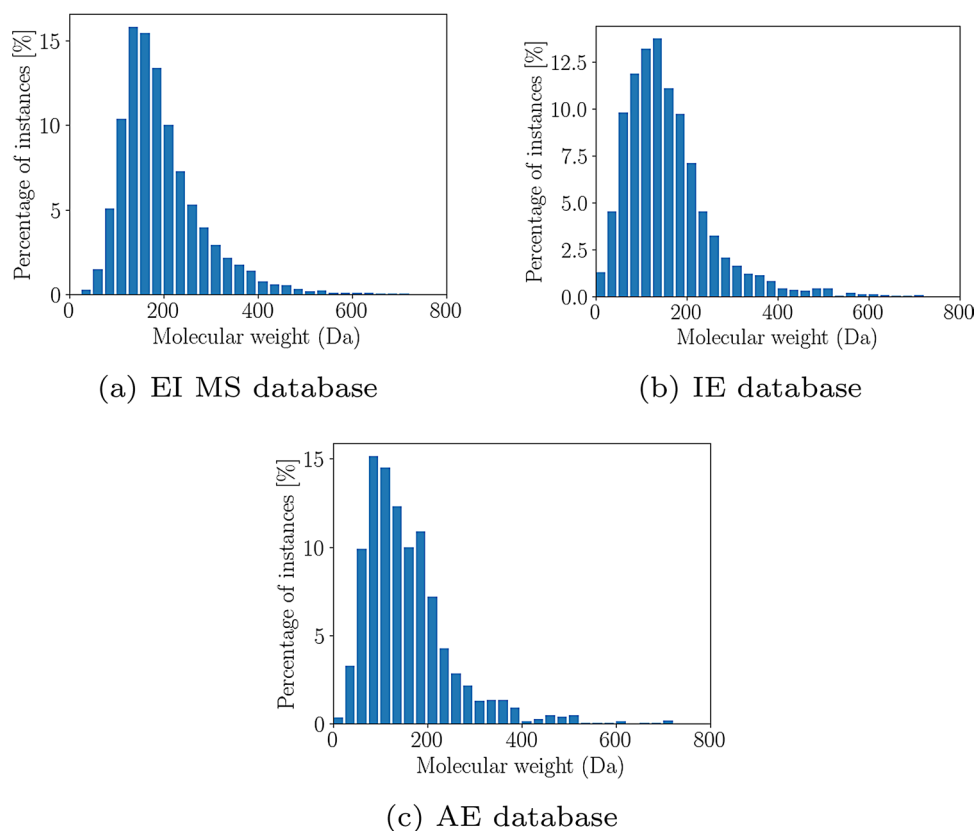 Percentage of instances [%]
15
10
5
0
0 200 400 600 800
Molecular weight (Da)
(a) EI MS database
Percentage of instances [%]
12.5
10.0
7.5
5.0
2.5
0.0
0 200 400 600 800
Molecular weight (Da)
(b) IE database
Percentage of instances [%]
15
10
5
0
0 200 400 600 800
Molecular weight (Da)
(c) AE database